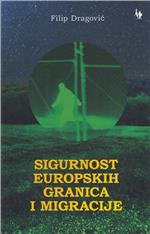 Filip Dragović
SIGURNOST
EUROPSKIH
GRANICA
I MIGRACIJE